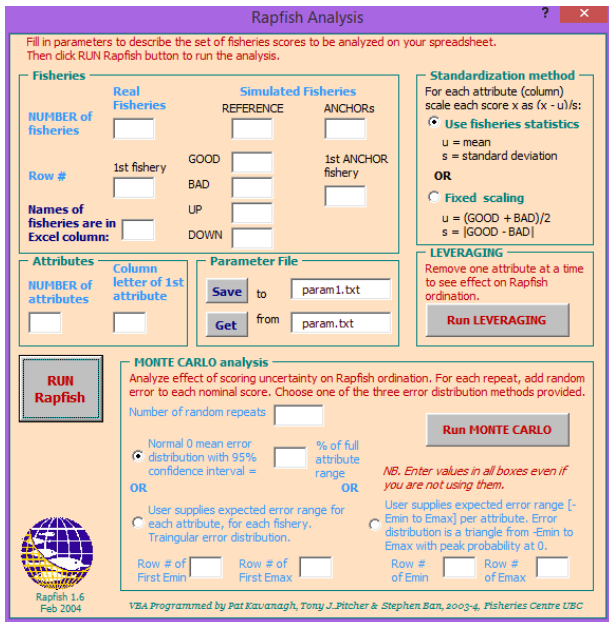 Rapfish Analysis
?
×
Fill in parameters to describe the set of fisheries scores to be analyzed on your spreadsheet.
Then click RUN Rapfish button to run the analysis.
Fisheries
Real
Fisheries
Simulated Fisheries
REFERENCE
ANCHORs
NUMBER of
fisheries
Row #
1st fishery
GOOD
BAD
UP
DOWN
1st ANCHOR
fishery
Names of
fisheries are in
Excel column:
Standardization method
For each attribute (column)
scale each score x as (x - u)/s:
Use fisheries statistics
u = mean
s = standard deviation
OR
Fixed scaling
u = (GOOD + BAD)/2
s = |GOOD - BAD|
Attributes
NUMBER of
attributes
Column
letter of 1st
attribute
Parameter File
Save to param1.txt
Get from param.txt
LEVERAGING
Remove one attribute at a time
to see effect on Rapfish
ordination.
Run LEVERAGING
RUN
Rapfish
MONTE CARLO analysis
Analyze effect of scoring uncertainty on Rapfish ordination. For each repeat, add random
error to each nominal score. Choose one of the three error distribution methods provided.
Number of random repeats
Run MONTE CARLO
Normal 0 mean error
distribution with 95%
confidence interval =
% of full
attribute
range
NB. Enter values in all boxes even if
you are not using them.
OR
OR
User supplies expected error range for
each attribute, for each fishery.
Traingular error distribution.
User supplies expected error range [-
Emin to Emax] per attribute. Error
distribution is a triangle from -Emin to
Emax with peak probability at 0.
Row # of
First Emin
Row # of
First Emax
Row #
of Emin
Row #
of Emax
Rapfish 1.6
Feb 2004
VBA Programmed by Pat Kavanagh, Tony J..Pitcher & Stephen Ban, 2003-4, Fisheries Centre UBC